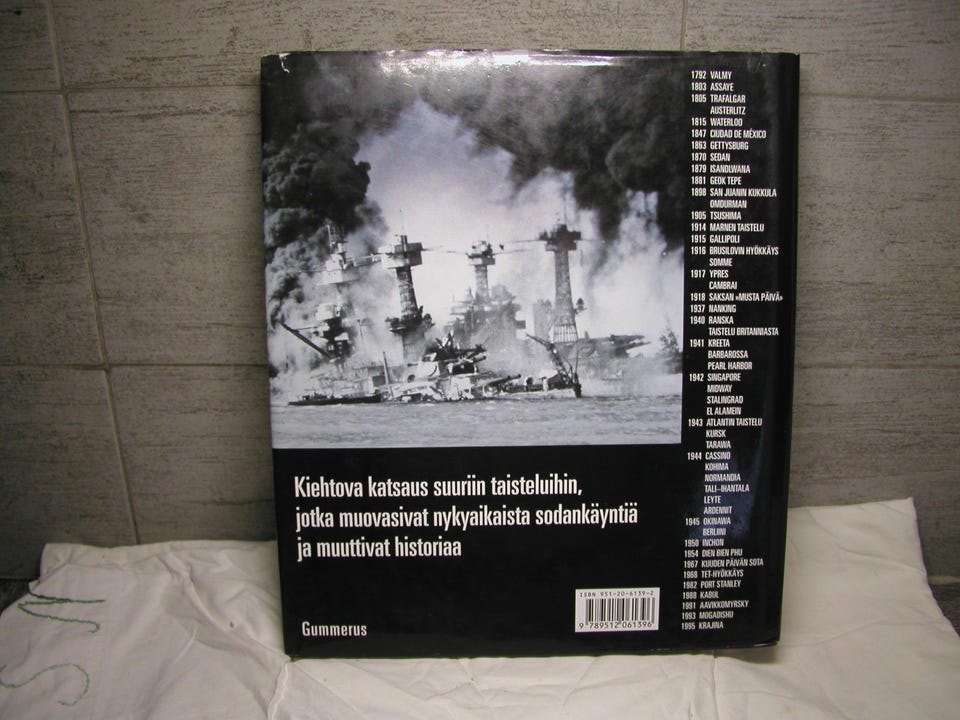 1792 VALMY
1803 ASSAYE
1805 TRAFALGAR
AUSTERLITZ
1815 WATERLOO
1847 CIUDAD DE MÉXICO
1863 GETTYSBURG
1870 SEDAN
1879 ISANDLWANA
1881 GEOK TEPE
1898 SAN JUANIN KUKKULA
OMDURMAN
1905 TSUSHIMA
1914 MARNEN TAISTELU
1915 GALLIPOLI
1916 BRUSILOVIN HYÖKKÄYS
SOMME
1917 YPRES
CAMBRAI
1918 SAKSAN »MUSTA PÄIVÄ»
1937 NANKING
1940 RANSKA
TAISTELU BRITANNIASTA
1941 KREETA
BARBAROSSA
PEARL HARBOR
1942 SINGAPORE
MIDWAY
STALINGRAD
EL ALAMEIN
1943 ATLANTIN TAISTELU
KURSK
TARAWA
1944 CASSINO
KOHIMA
NORMANDIA
TALI–IHANTALA
LEYTE
ARDENNIT
1945 OKINAWA
BERLIINI
1950 INCHON
1954 DIEN BIEN PHU
1967 KUUDEN PÄIVÄN SOTA
1968 TET-HYÖKKÄYS
1982 PORT STANLEY
1988 KABUL
1991 AAVIKKOMYRSKY
1993 MOGADISHU
1995 KRAJINA
Kiehtova katsaus suuriin taisteluihin,
jotka muovasivat nykyaikaista sodankäyntiä
ja muuttivat historiaa
ISBN 951-20-6139-2
9 789512 061396
Gummerus